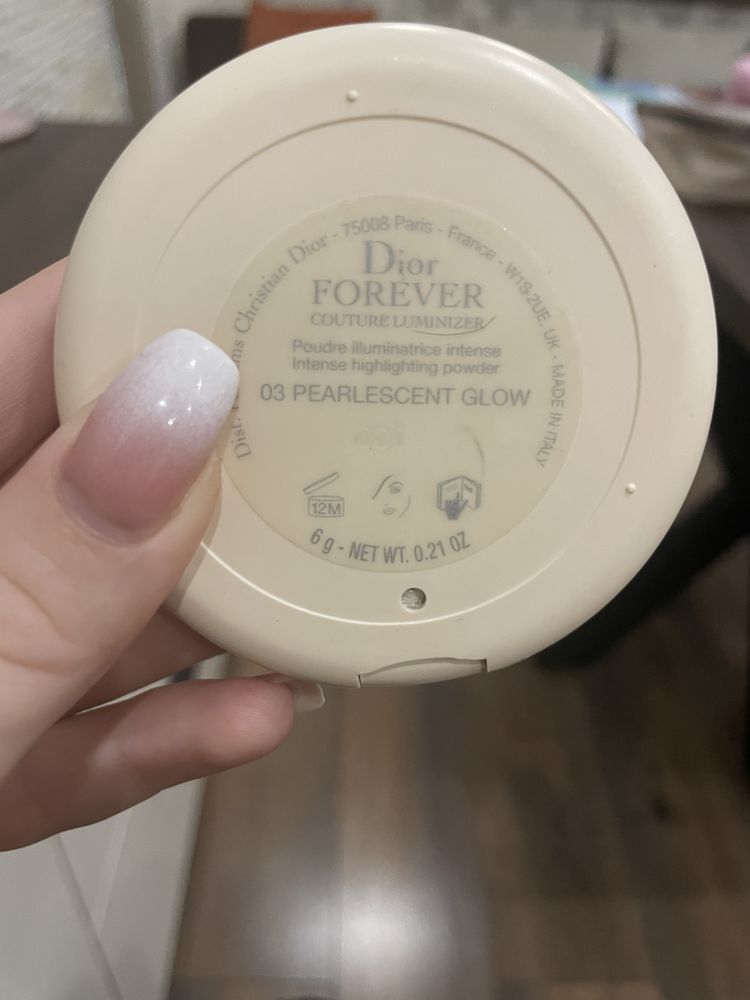 Dist. Christian Dior - 75008 Paris - France - W1S 2UE, UK - MADE IN ITALY
Dior
FOREVER
COUTURE LUMINIZER
Poudre illuminatrice intense
Intense highlighting powder
03 PEARLESCENT GLOW
12M
6 g - NET WT. 0.21 OZ